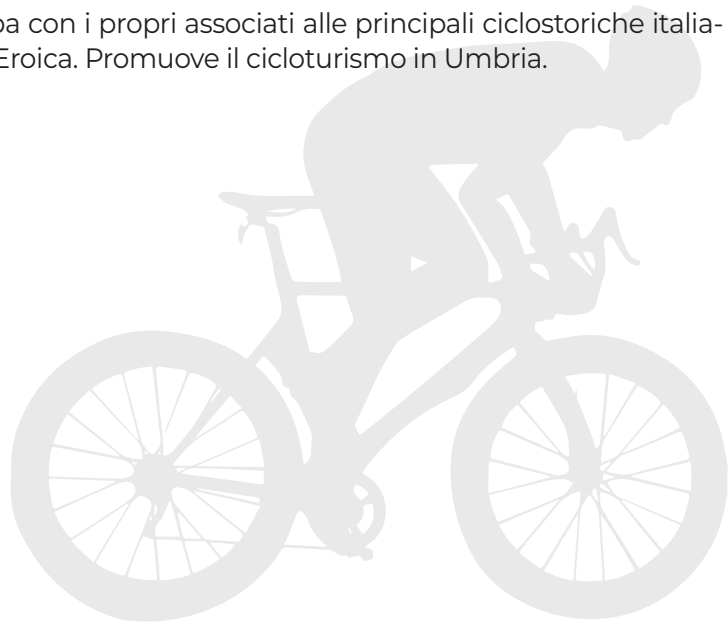 pa con i propri associati alle principali ciclostoriche italia-
Eroica. Promuove il cicloturismo in Umbria.